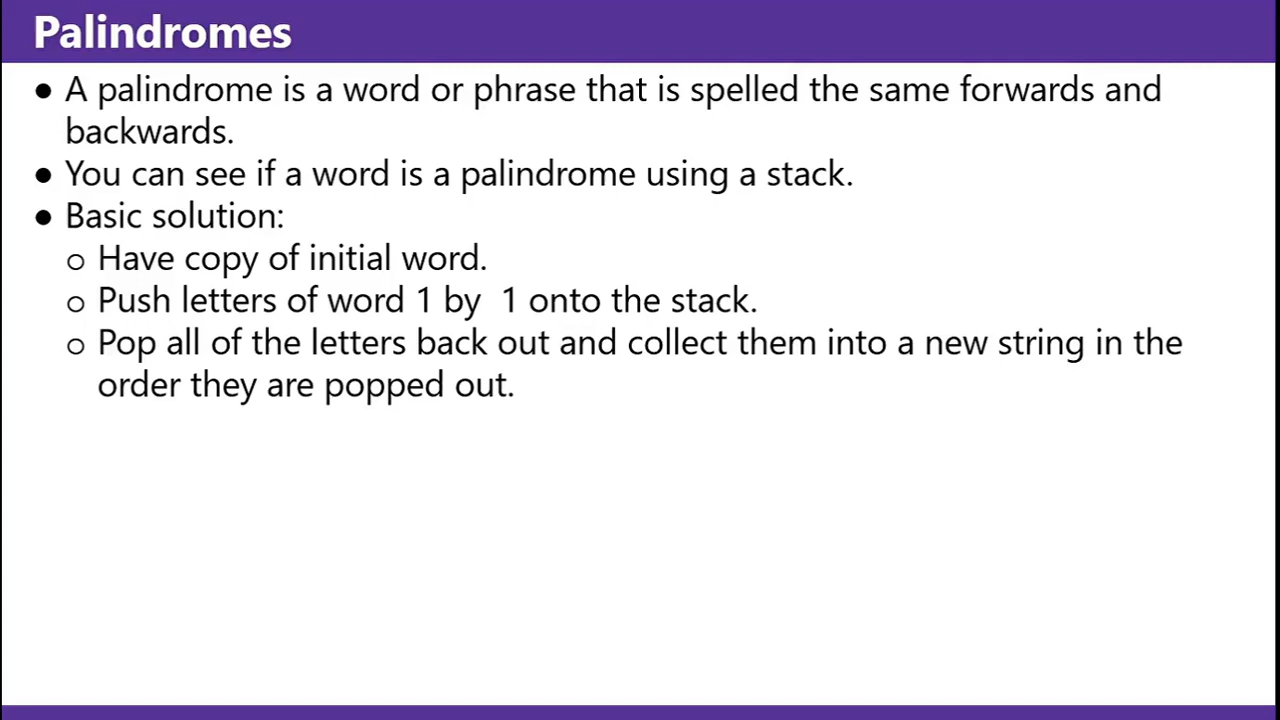 Palindromes
● A palindrome is a word or phrase that is spelled the same forwards and
backwards.
● You can see if a word is a palindrome using a stack.
● Basic solution:
○ Have copy of initial word.
○ Push letters of word 1 by  1 onto the stack.
○ Pop all of the letters back out and collect them into a new string in the
order they are popped out.